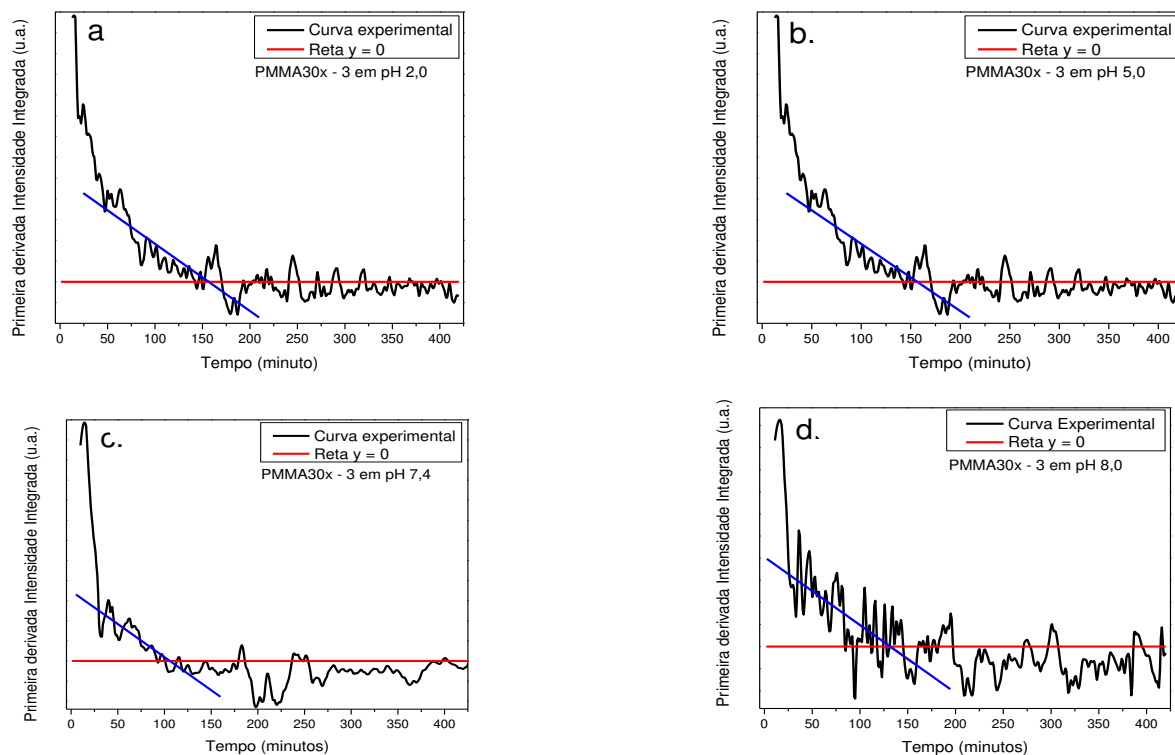 a
Curva experimental
Reta y = 0
PMMA30x - 3 em pH 2,0
Primeira derivada Intensidade Integrada (u.a.)
0 50 100 150 200 250 300 350 400
Tempo (minuto)
b.
Curva experimental
Reta y = 0
PMMA30x - 3 em pH 5,0
Primeira derivada Intensidade Integrada (u.a.)
0 50 100 150 200 250 300 350 400
Tempo (minuto)
c.
Curva experimental
Reta y = 0
PMMA30x - 3 em pH 7,4
Primeira derivada Intensidade Integrada (u.a.)
0 50 100 150 200 250 300 350 400
Tempo (minutos)
d.
Curva Experimental
Reta y = 0
PMMA30x - 3 em pH 8,0
Primeira derivada Intensidade Integrada (u.a.)
0 50 100 150 200 250 300 350 400
Tempo (minutos)